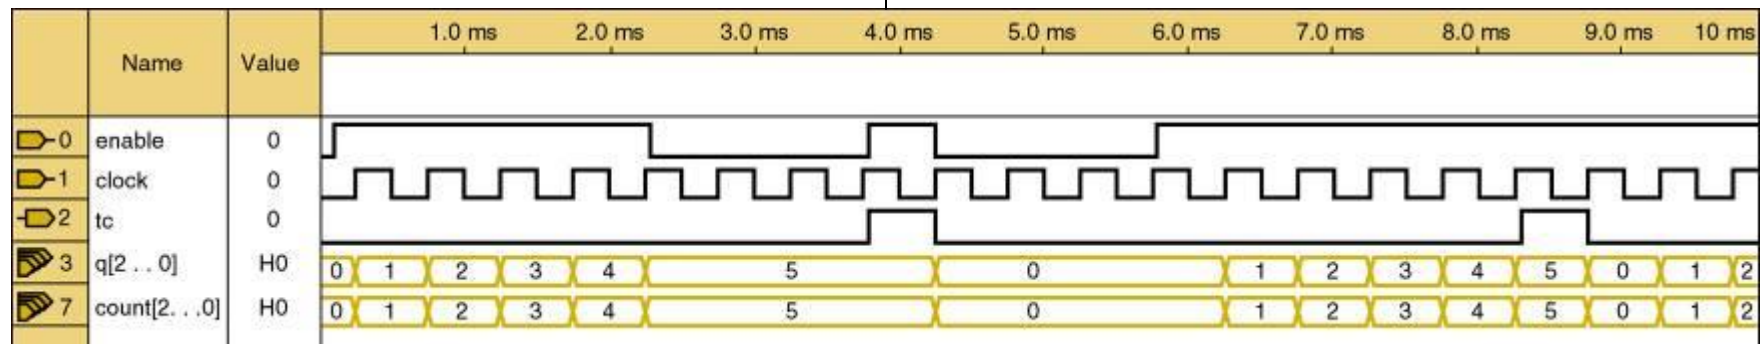 1.0 ms 2.0 ms 3.0 ms 4.0 ms 5.0 ms 6.0 ms 7.0 ms 8.0 ms 9.0 ms 10 ms
Name Value
0 enable 0
1 clock 0
2 tc 0
3 q[2 . . 0] H0 0 1 2 3 4 5 0 1 2 3 4 5 0 1 2
7 count[2. . .0] H0 0 1 2 3 4 5 0 1 2 3 4 5 0 1 2